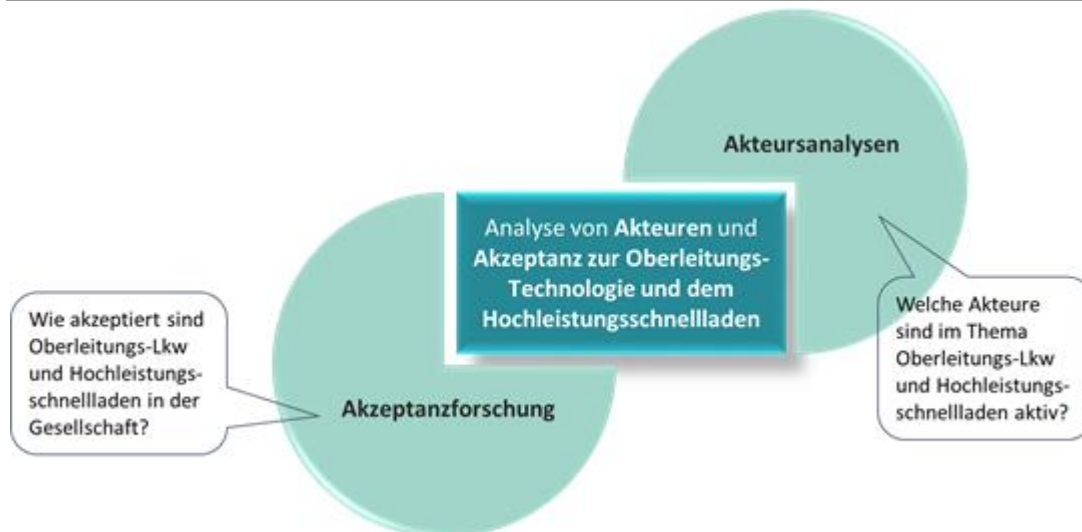 Akteursanalysen
Analyse von Akteuren und
Akzeptanz zur Oberleitungs-
Technologie und dem
Hochleistungsschnellladen
Welche Akteure
sind im Thema
Oberleitungs-Lkw
und Hochleistungs-
schnellladen aktiv?
Wie akzeptiert sind
Oberleitungs-Lkw
und Hochleistungs-
schnellladen in der
Gesellschaft?
Akzeptanzforschung